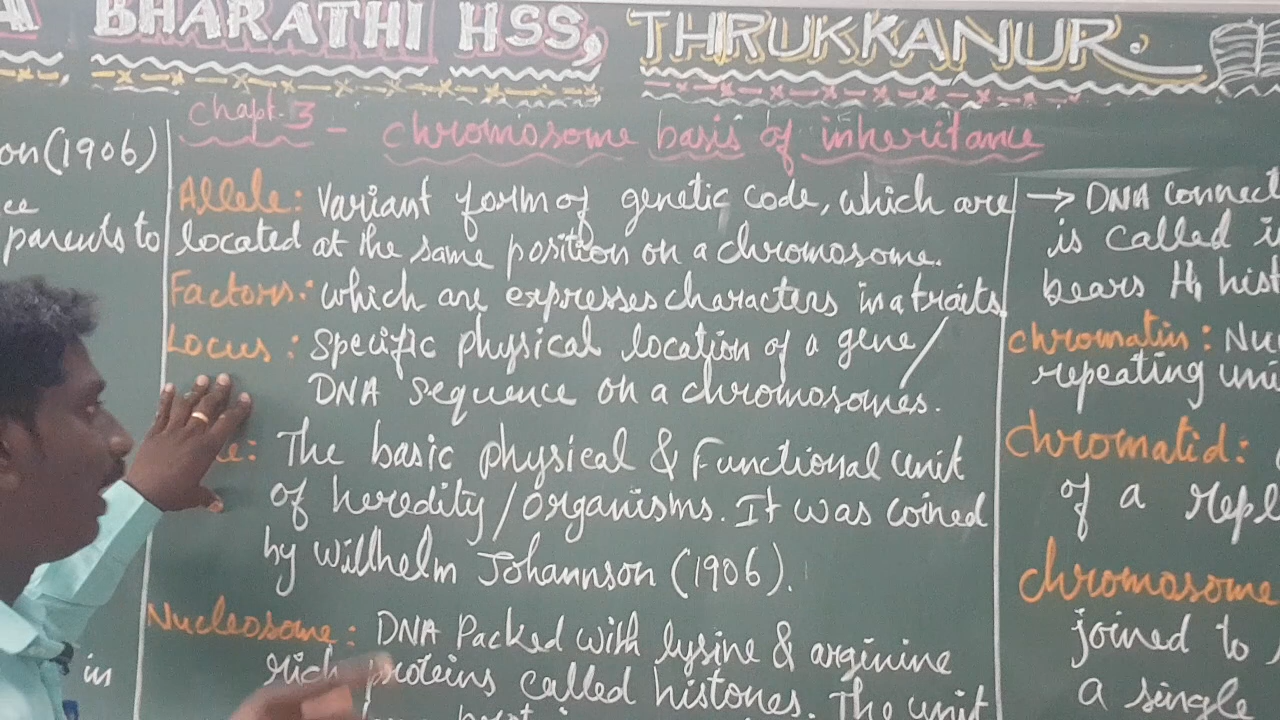 BHARATHI HSS, THRUKKANUR.
Chapt-3 - Chromosome basis of inheritance
on (1906)
ce
parents to
in
Allele: Variant form of genetic code, which are
located at the same position on a chromosome.
Factors: which are expresses characters in a traits.
Locus: Specific physical location of a gene/
DNA Sequence on a chromosomes.
e: The basic physical & Functional unit
of heredity/organisms. It was coined
by Willhelm Johannson (1906).
Nucleosome: DNA Packed with lysine & arginine
rich proteins called histones. The unit
→ DNA connect
is called i
bears H1 hist
Chromatin: Nu
repeating uni
Chromatid:
of a repl
Chromosome
joined to
a single